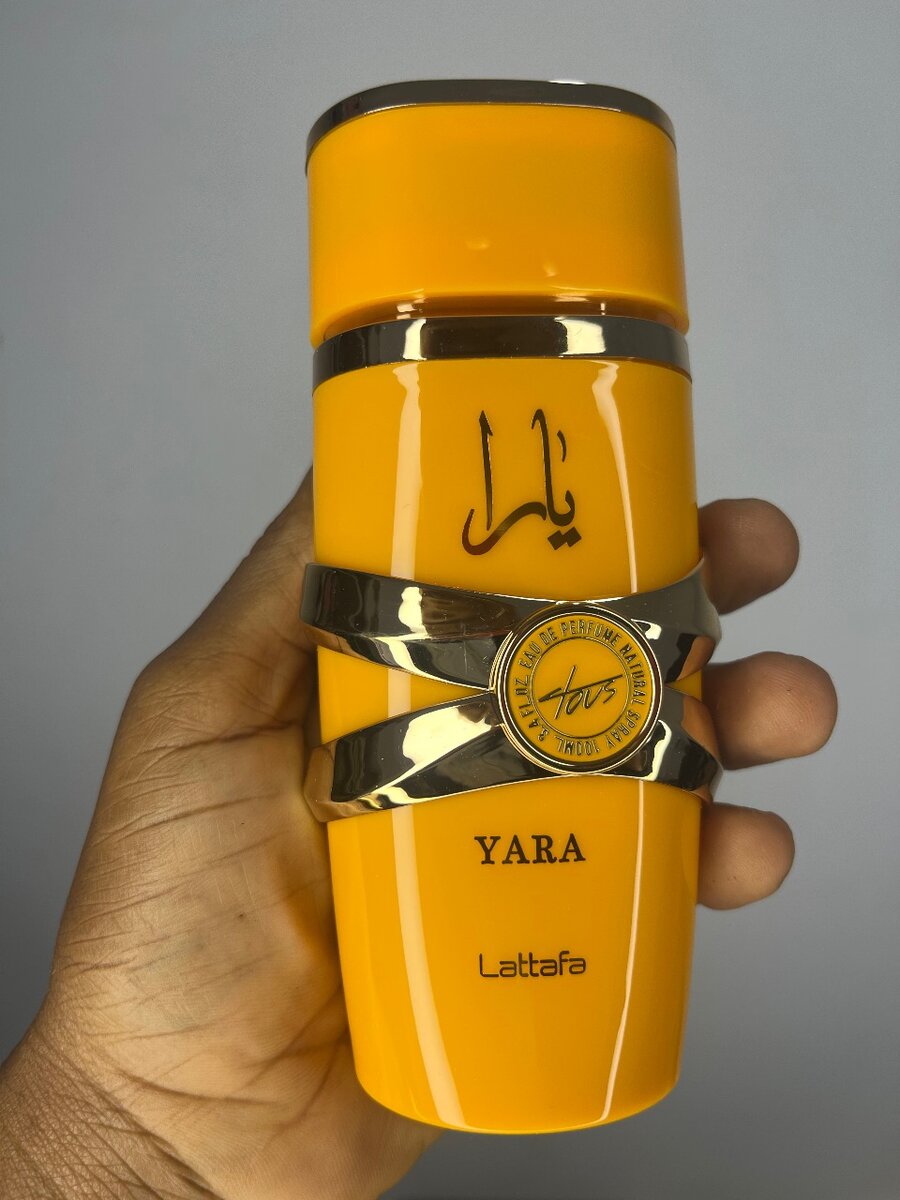 يارا
EAU DE PERFUME NATURAL SPRAY 100ML. 3.4 FL.OZ.
tous
YARA
Lattafa